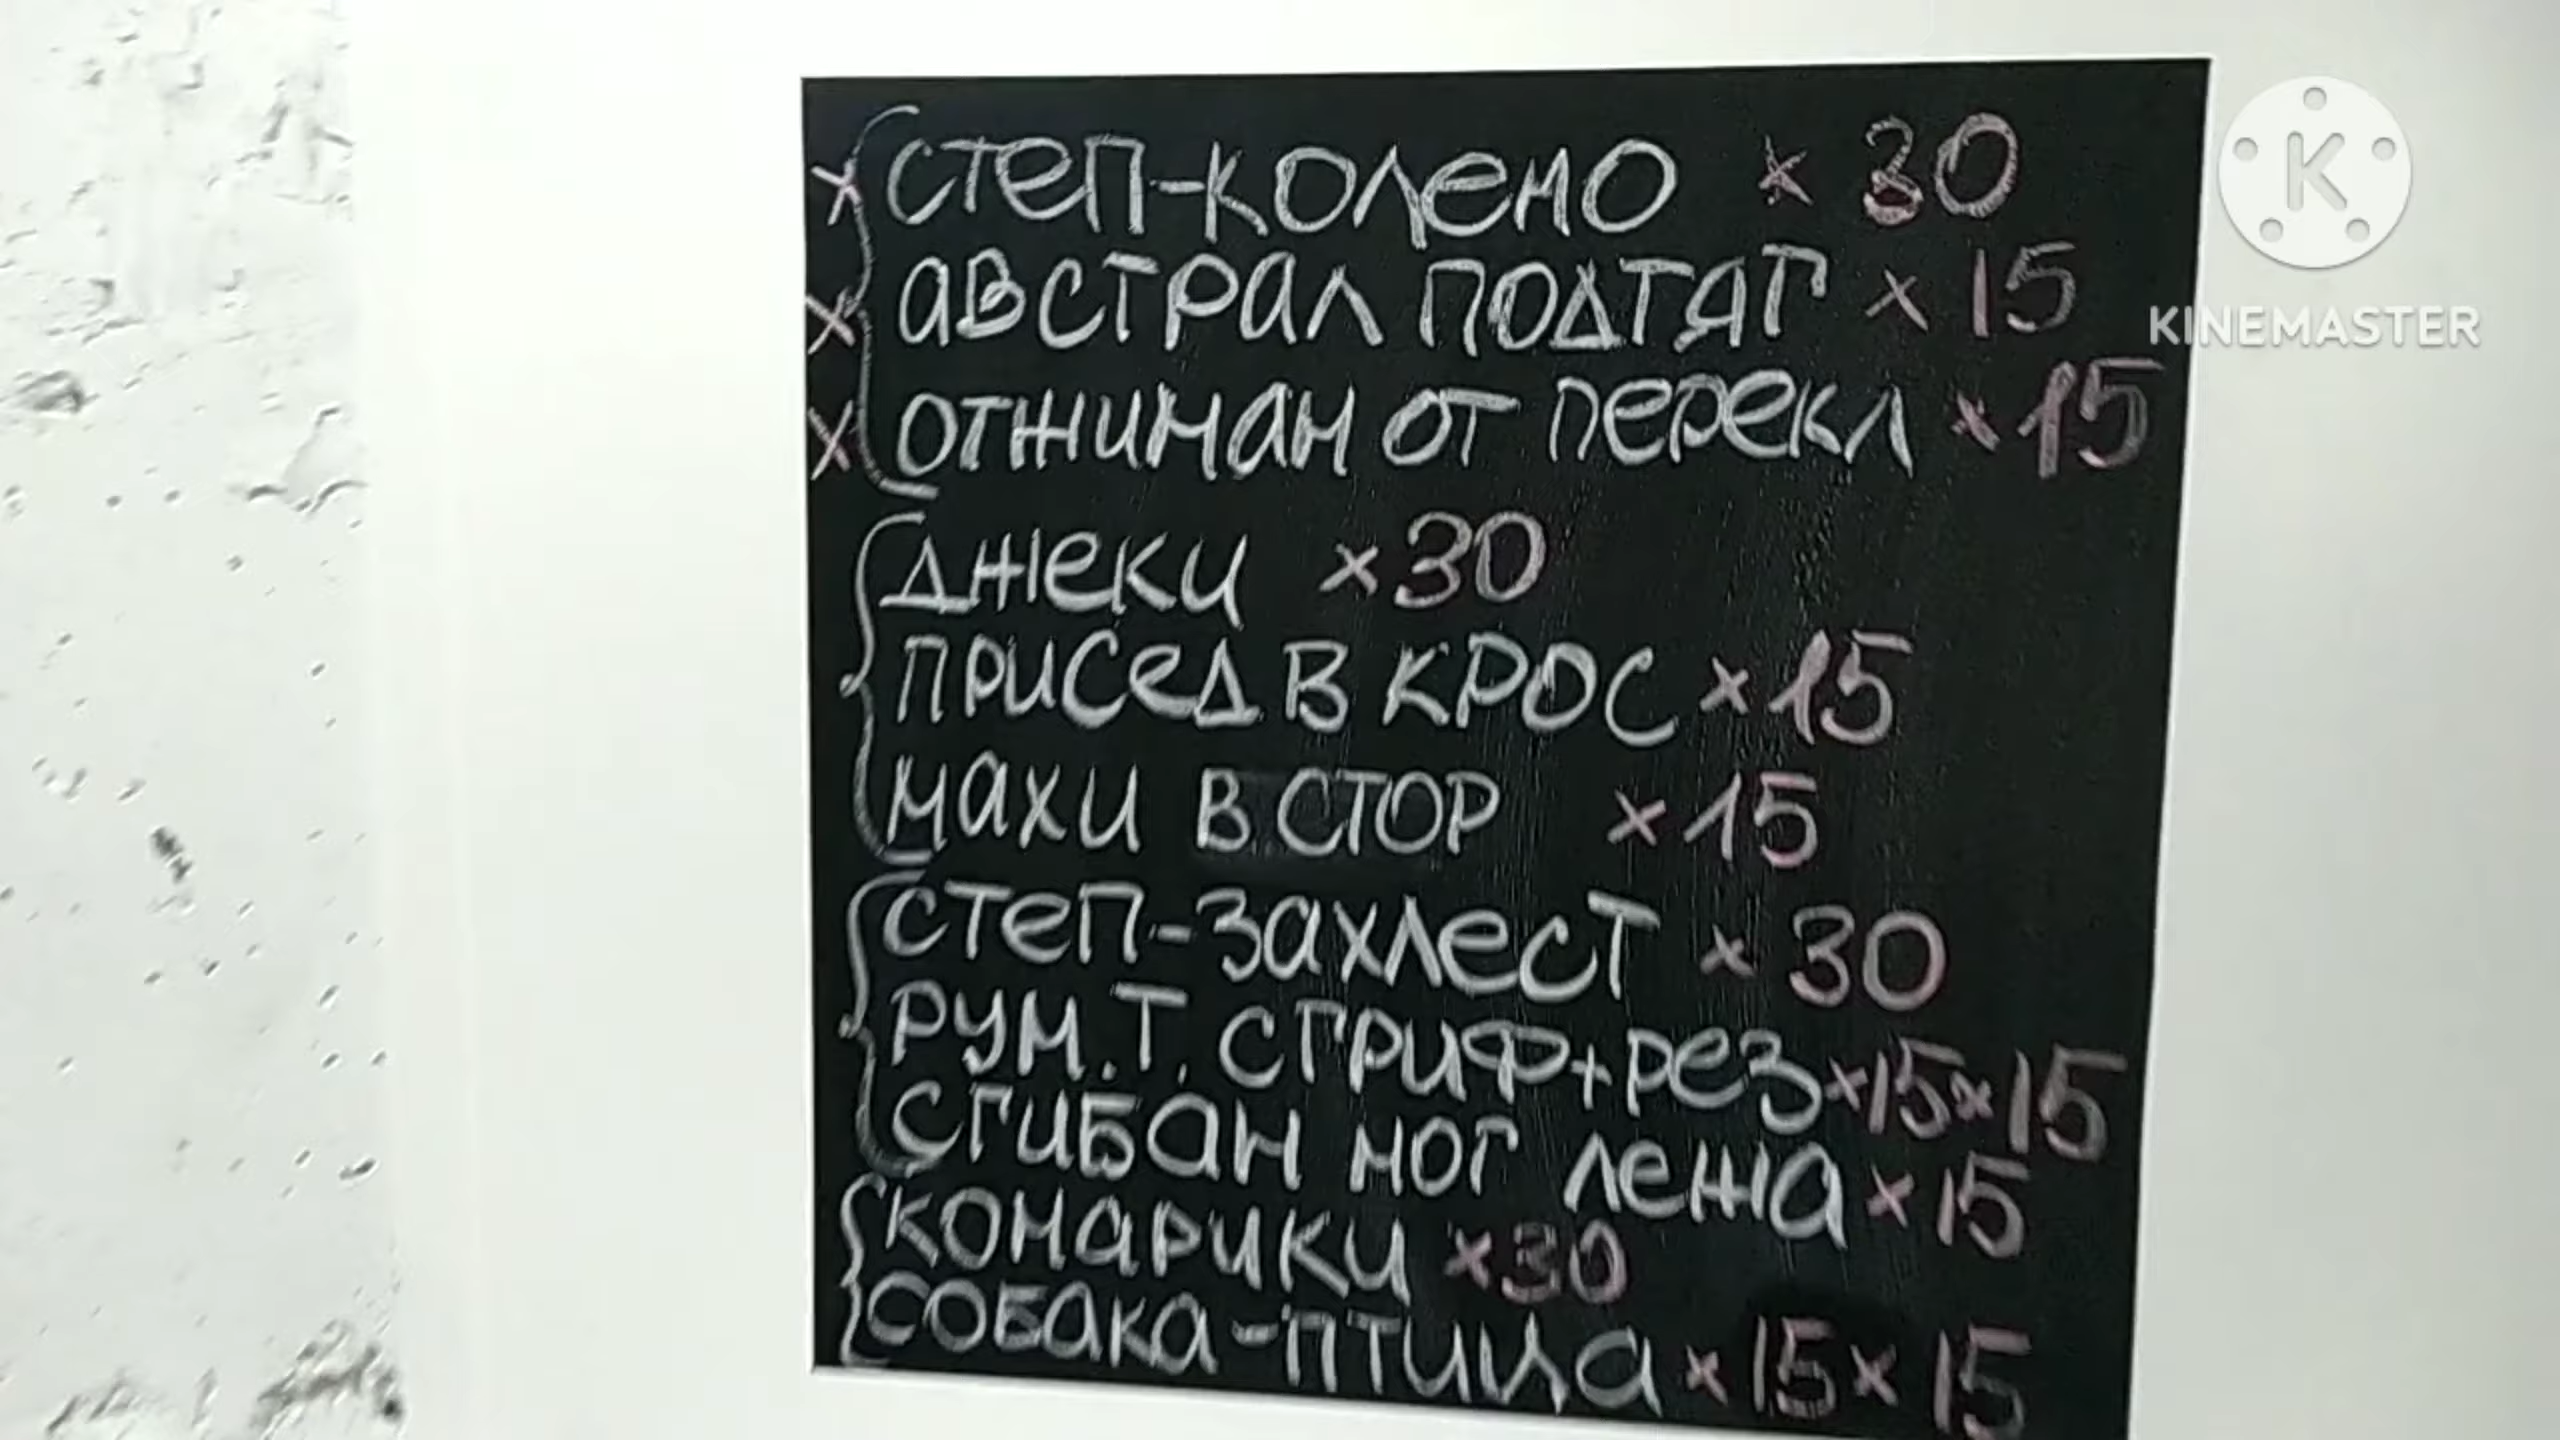 СТЕП-КОЛЕНО × 30
АВСТРАЛ ПОДТЯГ × 15
ОТЖИМАН ОТ ПЕРЕКЛ × 15
ДЖЕКИ × 30
ПРИСЕД В КРОС × 15
МАХИ В СТОР × 15
СТЕП-ЗАХЛЕСТ × 30
РУМ.Т. С ГРИФ+РЕЗ × 15 × 15
СГИБАН НОГ ЛЕЖА × 15
КОМАРИКИ × 30
СОБАКА-ПТИЦА × 15 × 15
K
KINEMASTER